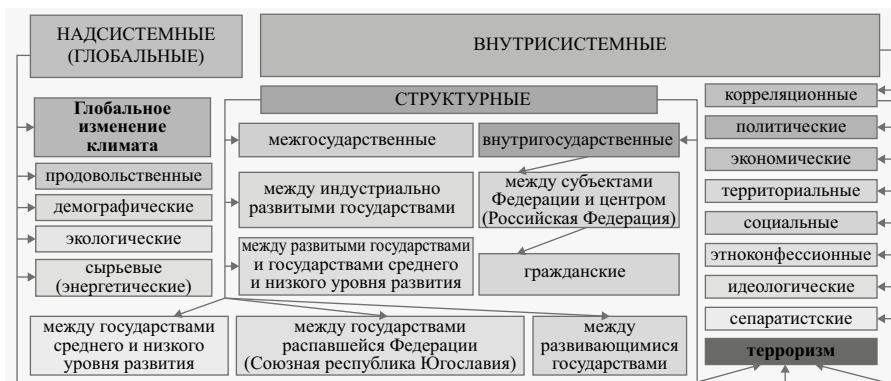 НАДСИСТЕМНЫЕ
(ГЛОБАЛЬНЫЕ)
ВНУТРИСИСТЕМНЫЕ
Глобальное
изменение
климата
продовольственные
демографические
экологические
сырьевые
(энергетические)
СТРУКТУРНЫЕ
межгосударственные
внутригосударственные
между индустриально
развитыми государствами
между субъектами
Федерации и центром
(Российская Федерация)
между развитыми государствами
и государствами среднего
и низкого уровня развития
гражданские
между государствами
среднего и низкого
уровня развития
между государствами
распавшейся Федерации
(Союзная республика Югославия)
между
развивающимися
государствами
корреляционные
политические
экономические
территориальные
социальные
этноконфессионные
идеологические
сепаратистские
терроризм